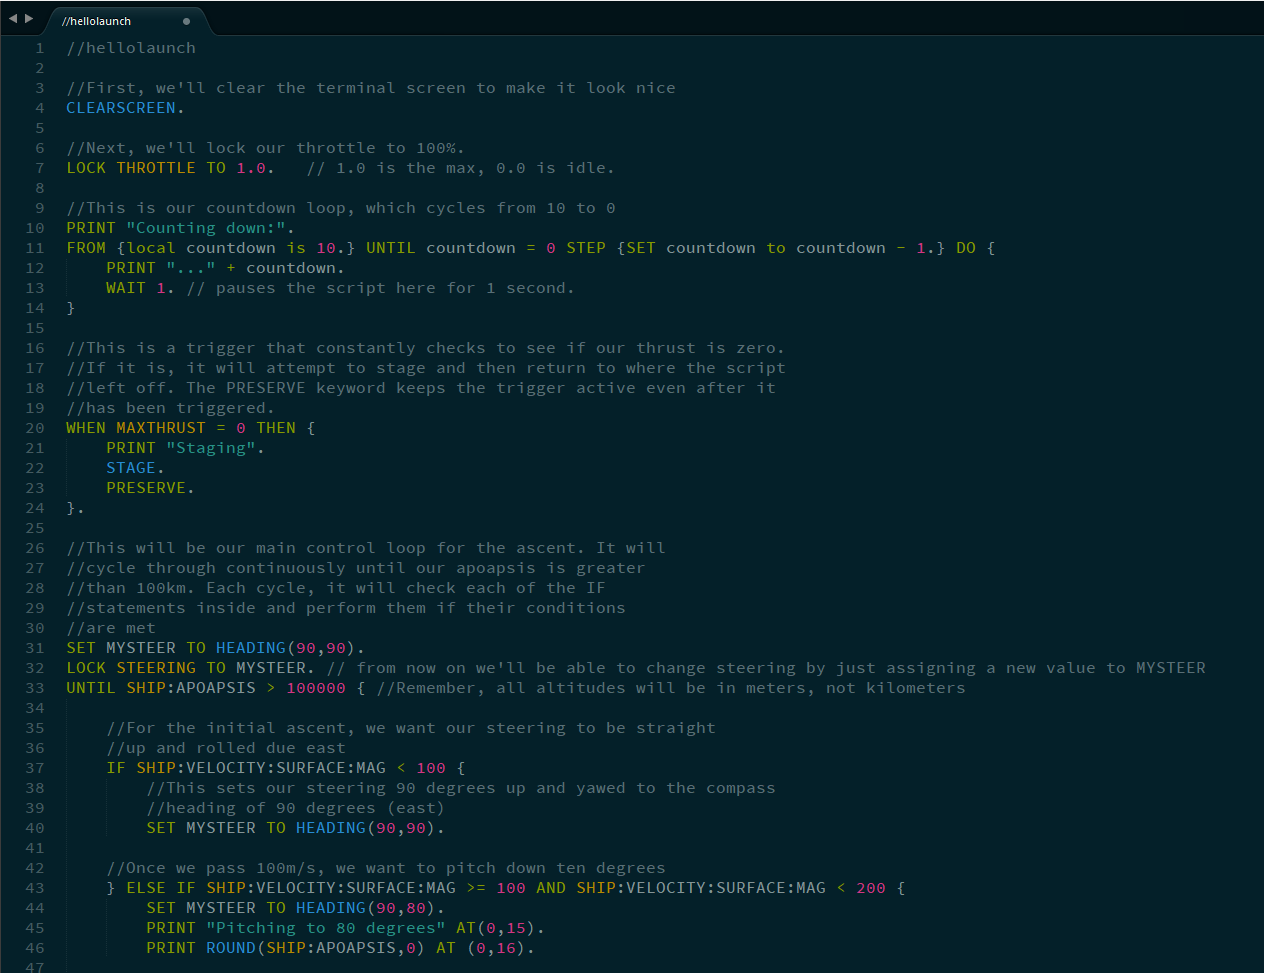 //hellolaunch
1 //hellolaunch
2
3 //First, we'll clear the terminal screen to make it look nice
4 CLEARSCREEN.
5
6 //Next, we'll lock our throttle to 100%.
7 LOCK THROTTLE TO 1.0.   // 1.0 is the max, 0.0 is idle.
8
9 //This is our countdown loop, which cycles from 10 to 0
10 PRINT "Counting down:".
11 FROM {local countdown is 10.} UNTIL countdown = 0 STEP {SET countdown to countdown - 1.} DO {
12     PRINT "..." + countdown.
13     WAIT 1. // pauses the script here for 1 second.
14 }
15
16 //This is a trigger that constantly checks to see if our thrust is zero.
17 //If it is, it will attempt to stage and then return to where the script
18 //left off. The PRESERVE keyword keeps the trigger active even after it
19 //has been triggered.
20 WHEN MAXTHRUST = 0 THEN {
21     PRINT "Staging".
22     STAGE.
23     PRESERVE.
24 }.
25
26 //This will be our main control loop for the ascent. It will
27 //cycle through continuously until our apoapsis is greater
28 //than 100km. Each cycle, it will check each of the IF
29 //statements inside and perform them if their conditions
30 //are met
31 SET MYSTEER TO HEADING(90,90).
32 LOCK STEERING TO MYSTEER. // from now on we'll be able to change steering by just assigning a new value to MYSTEER
33 UNTIL SHIP:APOAPSIS > 100000 { //Remember, all altitudes will be in meters, not kilometers
34
35     //For the initial ascent, we want our steering to be straight
36     //up and rolled due east
37     IF SHIP:VELOCITY:SURFACE:MAG < 100 {
38         //This sets our steering 90 degrees up and yawed to the compass
39         //heading of 90 degrees (east)
40         SET MYSTEER TO HEADING(90,90).
41
42     //Once we pass 100m/s, we want to pitch down ten degrees
43     } ELSE IF SHIP:VELOCITY:SURFACE:MAG >= 100 AND SHIP:VELOCITY:SURFACE:MAG < 200 {
44         SET MYSTEER TO HEADING(90,80).
45         PRINT "Pitching to 80 degrees" AT(0,15).
46         PRINT ROUND(SHIP:APOAPSIS,0) AT (0,16).
47